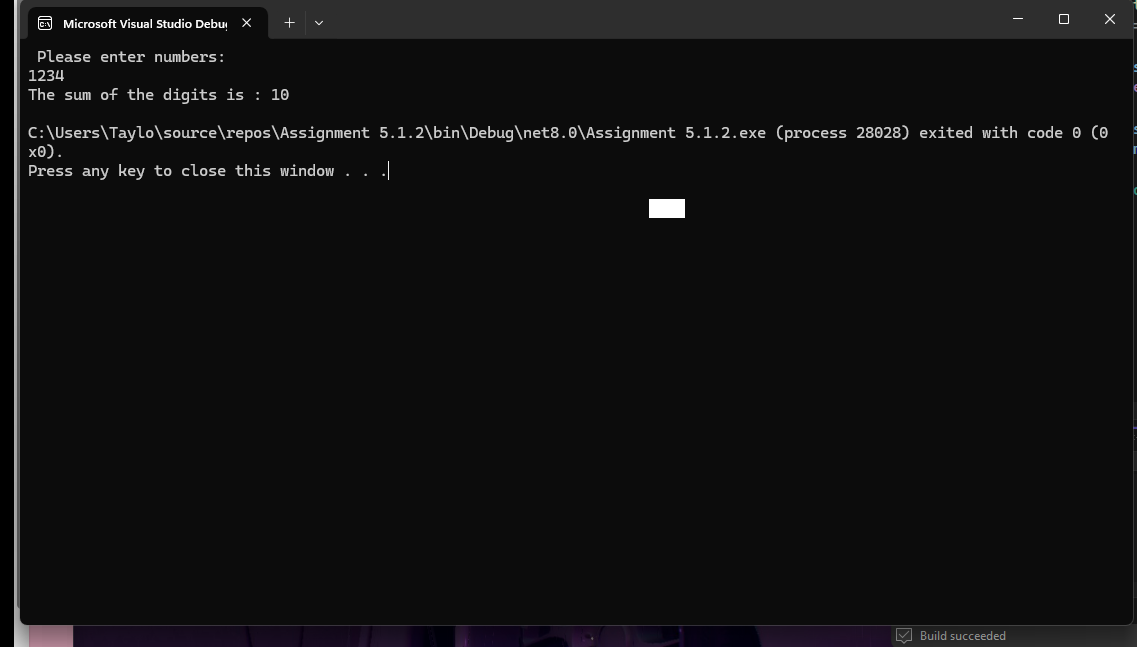 Microsoft Visual Studio Debu
Please enter numbers:
1234
The sum of the digits is : 10
C:\Users\Taylo\source\repos\Assignment 5.1.2\bin\Debug\net8.0\Assignment 5.1.2.exe (process 28028) exited with code 0 (0
x0).
Press any key to close this window . . .
Build succeeded